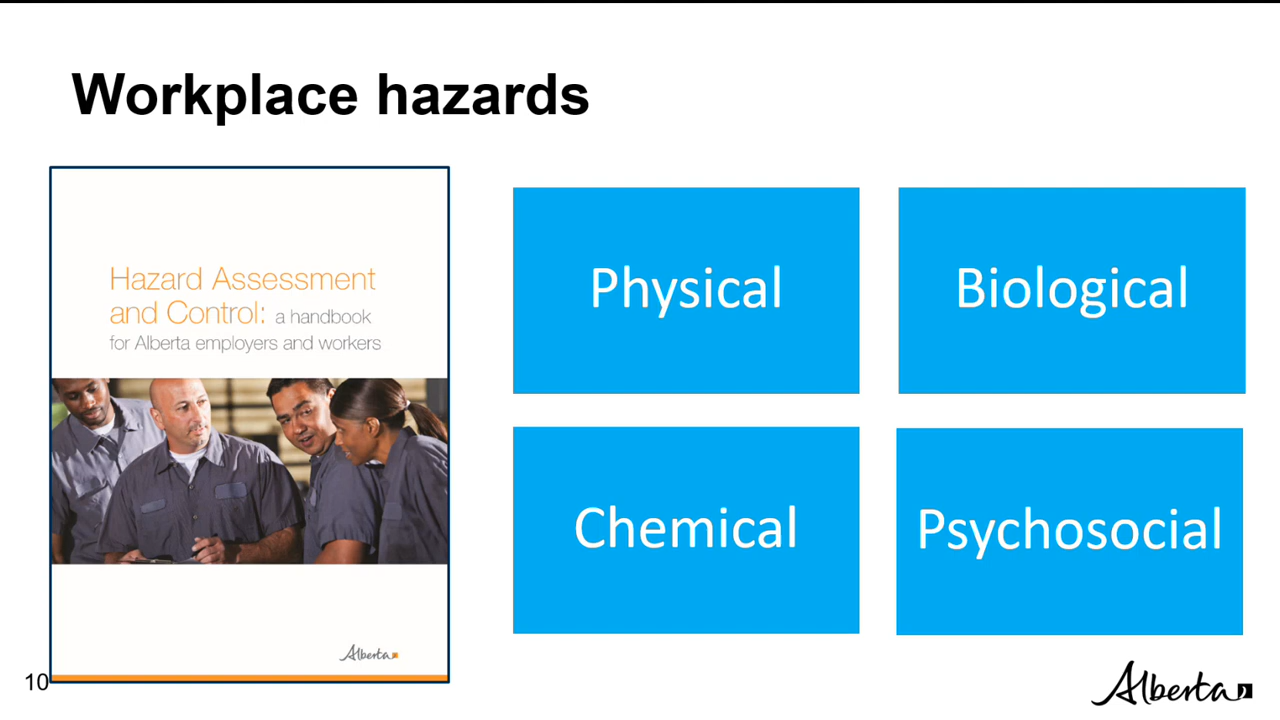 Workplace hazards
Hazard Assessment
and Control: a handbook
for Alberta employers and workers
Alberta
Physical
Biological
Chemical
Psychosocial
10
Alberta